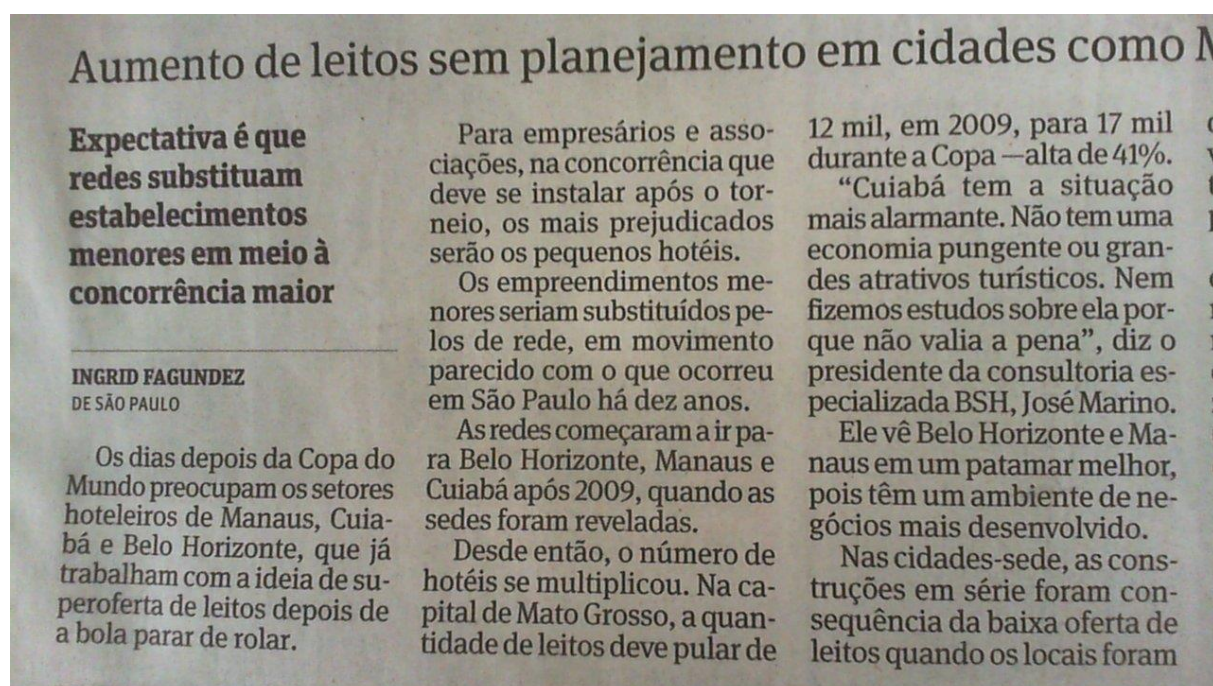 Aumento de leitos sem planejamento em cidades como
Expectativa é que
redes substituam
estabelecimentos
menores em meio à
concorrência maior
INGRID FAGUNDEZ
DE SÃO PAULO
Os dias depois da Copa do
Mundo preocupam os setores
hoteleiros de Manaus, Cuia-
bá e Belo Horizonte, que já
trabalham com a ideia de su-
peroferta de leitos depois de
a bola parar de rolar.
Para empresários e asso-
ciações, na concorrência que
deve se instalar após o tor-
neio, os mais prejudicados
serão os pequenos hotéis.
Os empreendimentos me-
nores seriam substituídos pe-
los de rede, em movimento
parecido com o que ocorreu
em São Paulo há dez anos.
As redes começaram a ir pa-
ra Belo Horizonte, Manaus e
Cuiabá após 2009, quando as
sedes foram reveladas.
Desde então, o número de
hotéis se multiplicou. Na ca-
pital de Mato Grosso, a quan-
tidade de leitos deve pular de
12 mil, em 2009, para 17 mil
durante a Copa —alta de 41%.
“Cuiabá tem a situação
mais alarmante. Não tem uma
economia pungente ou gran-
des atrativos turísticos. Nem
fizemos estudos sobre ela por-
que não valia a pena”, diz o
presidente da consultoria es-
pecializada BSH, José Marino.
Ele vê Belo Horizonte e Ma-
naus em um patamar melhor,
pois têm um ambiente de ne-
gócios mais desenvolvido.
Nas cidades-sede, as cons-
truções em série foram con-
sequência da baixa oferta de
leitos quando os locais foram